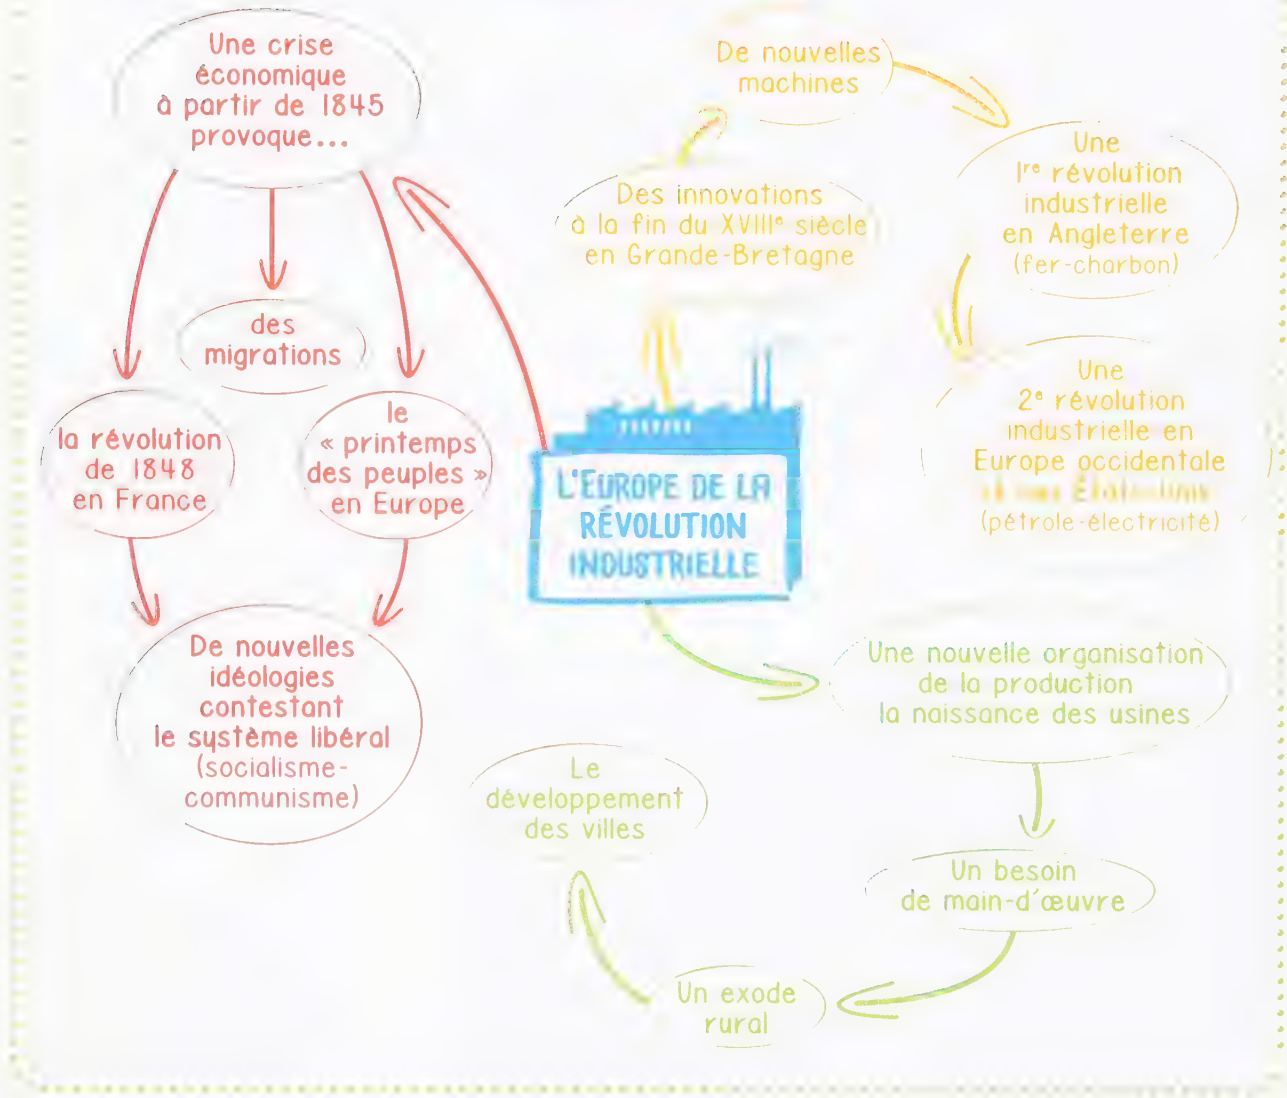 Une crise
économique
à partir de 1845
provoque...
des
migrations
la révolution
de 1848
en France
le
« printemps
des peuples »
en Europe
De nouvelles
idéologies
contestant
le système libéral
(socialisme-
communisme)
De nouvelles
machines
Des innovations
à la fin du XVIIIe siècle
en Grande-Bretagne
Une
1re révolution
industrielle
en Angleterre
(fer-charbon)
Une
2e révolution
industrielle en
Europe occidentale
et aux États-Unis
(pétrole-électricité)
L'EUROPE DE LA
RÉVOLUTION
INDUSTRIELLE
Une nouvelle organisation
de la production
la naissance des usines
Un besoin
de main-d'œuvre
Un exode
rural
Le
développement
des villes